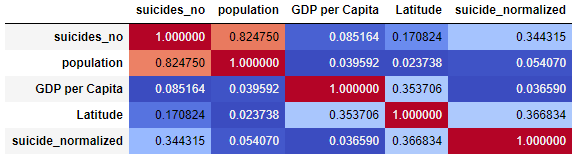 suicides_no population GDP per Capita Latitude suicide_normalized
suicides_no 1.000000 0.824750 0.085164 0.170824 0.344315
population 0.824750 1.000000 0.039592 0.023738 0.054070
GDP per Capita 0.085164 0.039592 1.000000 0.353706 0.036590
Latitude 0.170824 0.023738 0.353706 1.000000 0.366834
suicide_normalized 0.344315 0.054070 0.036590 0.366834 1.000000